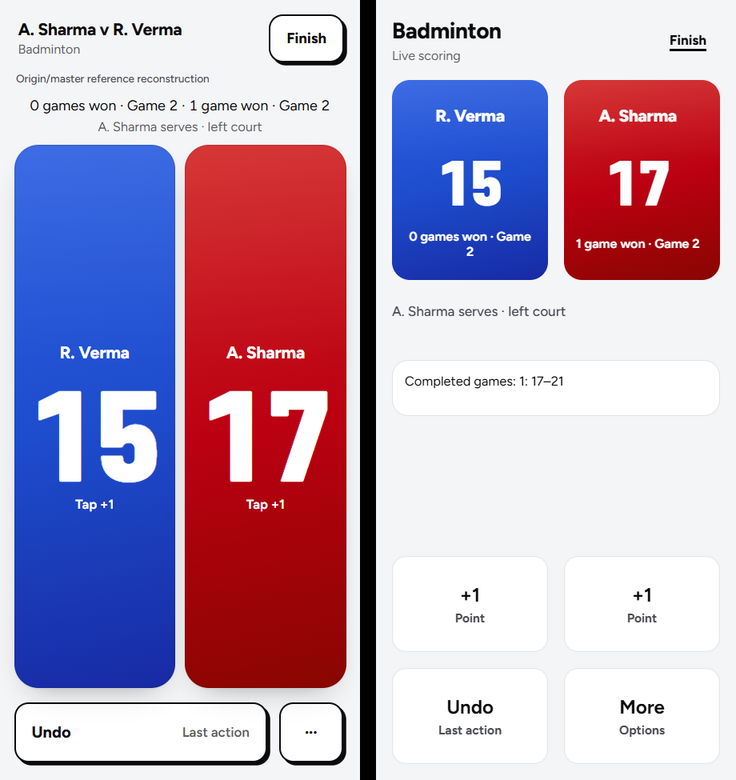 A. Sharma v R. Verma
Badminton
Finish
Origin/master reference reconstruction
0 games won · Game 2 · 1 game won · Game 2
A. Sharma serves · left court
R. Verma
15
Tap +1
A. Sharma
17
Tap +1
Undo
Last action
...
Badminton
Live scoring
Finish
R. Verma
15
0 games won · Game
2
A. Sharma
17
1 game won · Game 2
A. Sharma serves · left court
Completed games: 1: 17–21
+1
Point
+1
Point
Undo
Last action
More
Options